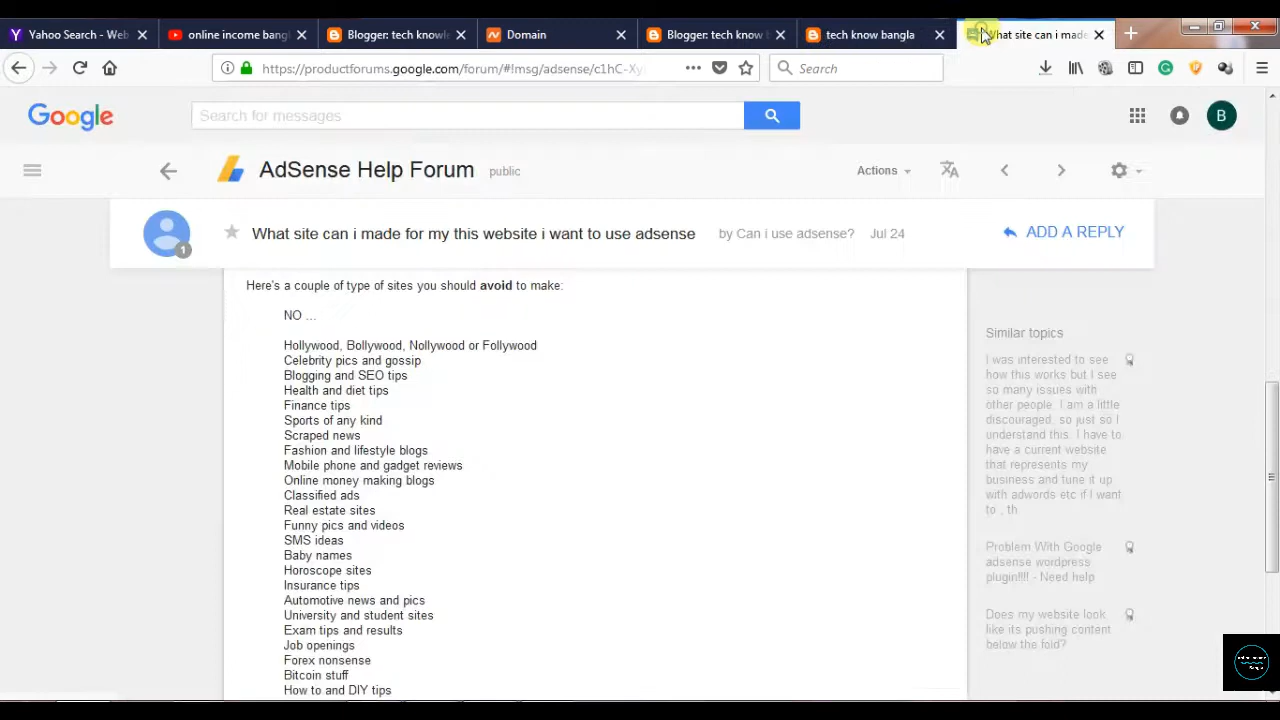 Yahoo Search - Web
online income bangl
Blogger: tech knowle
Domain
Blogger: tech know b
tech know bangla
What site can i made
https://productforums.google.com/forum/#!msg/adsense/c1hC-Xy
Search
Google
Search for messages
B
AdSense Help Forum
public
Actions
What site can i made for my this website i want to use adsense
by Can i use adsense?
Jul 24
ADD A REPLY
1
Here's a couple of type of sites you should avoid to make:
NO ...
Hollywood, Bollywood, Nollywood or Follywood
Celebrity pics and gossip
Blogging and SEO tips
Health and diet tips
Finance tips
Sports of any kind
Scraped news
Fashion and lifestyle blogs
Mobile phone and gadget reviews
Online money making blogs
Classified ads
Real estate sites
Funny pics and videos
SMS ideas
Baby names
Horoscope sites
Insurance tips
Automotive news and pics
University and student sites
Exam tips and results
Job openings
Forex nonsense
Bitcoin stuff
How to and DIY tips
Similar topics
I was interested to see
how this works but I see
so many issues with
other people. I am a little
discouraged, so just so I
understand this. I have to
have a current website
that represents my
business and tune it up
with adwords etc if I want
to , th
Problem With Google
adsense wordpress
plugin!!!! - Need help
Does my website look
like its pushing content
below the fold?